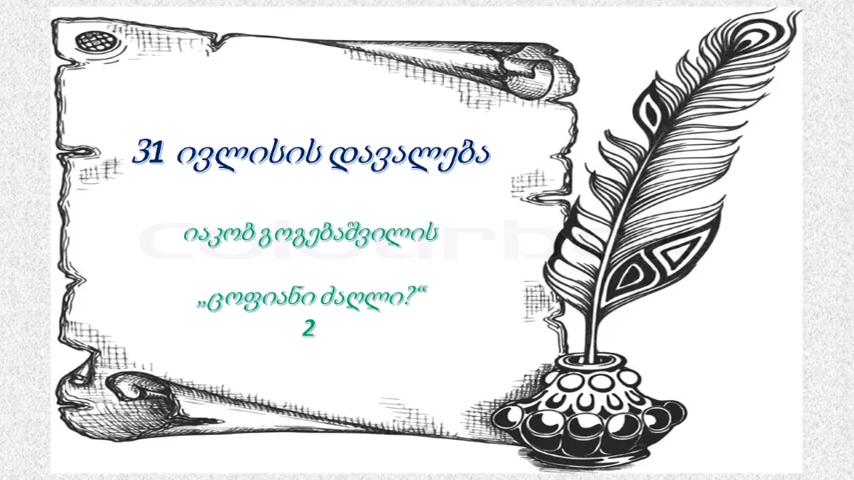 31 ივლისის დავალება
იაკობ გოგებაშვილის
„ცოფიანი ძაღლი?“
2